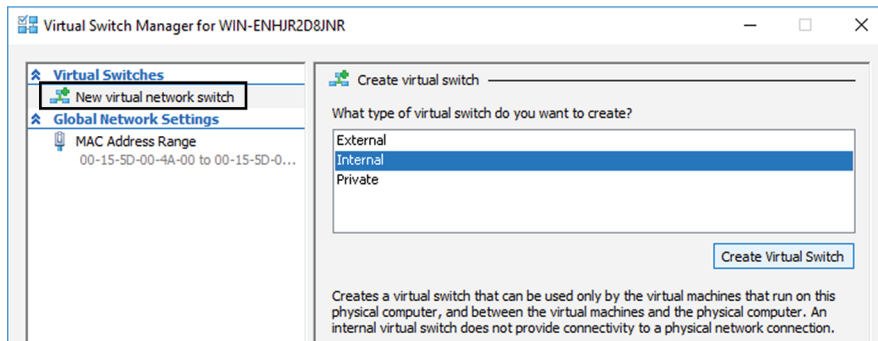 Virtual Switch Manager for WIN-ENHJR2D8JNR
Virtual Switches
New virtual network switch
Global Network Settings
MAC Address Range
00-15-5D-00-4A-00 to 00-15-5D-0...
Create virtual switch
What type of virtual switch do you want to create?
External
Internal
Private
Create Virtual Switch
Creates a virtual switch that can be used only by the virtual machines that run on this
physical computer, and between the virtual machines and the physical computer. An
internal virtual switch does not provide connectivity to a physical network connection.